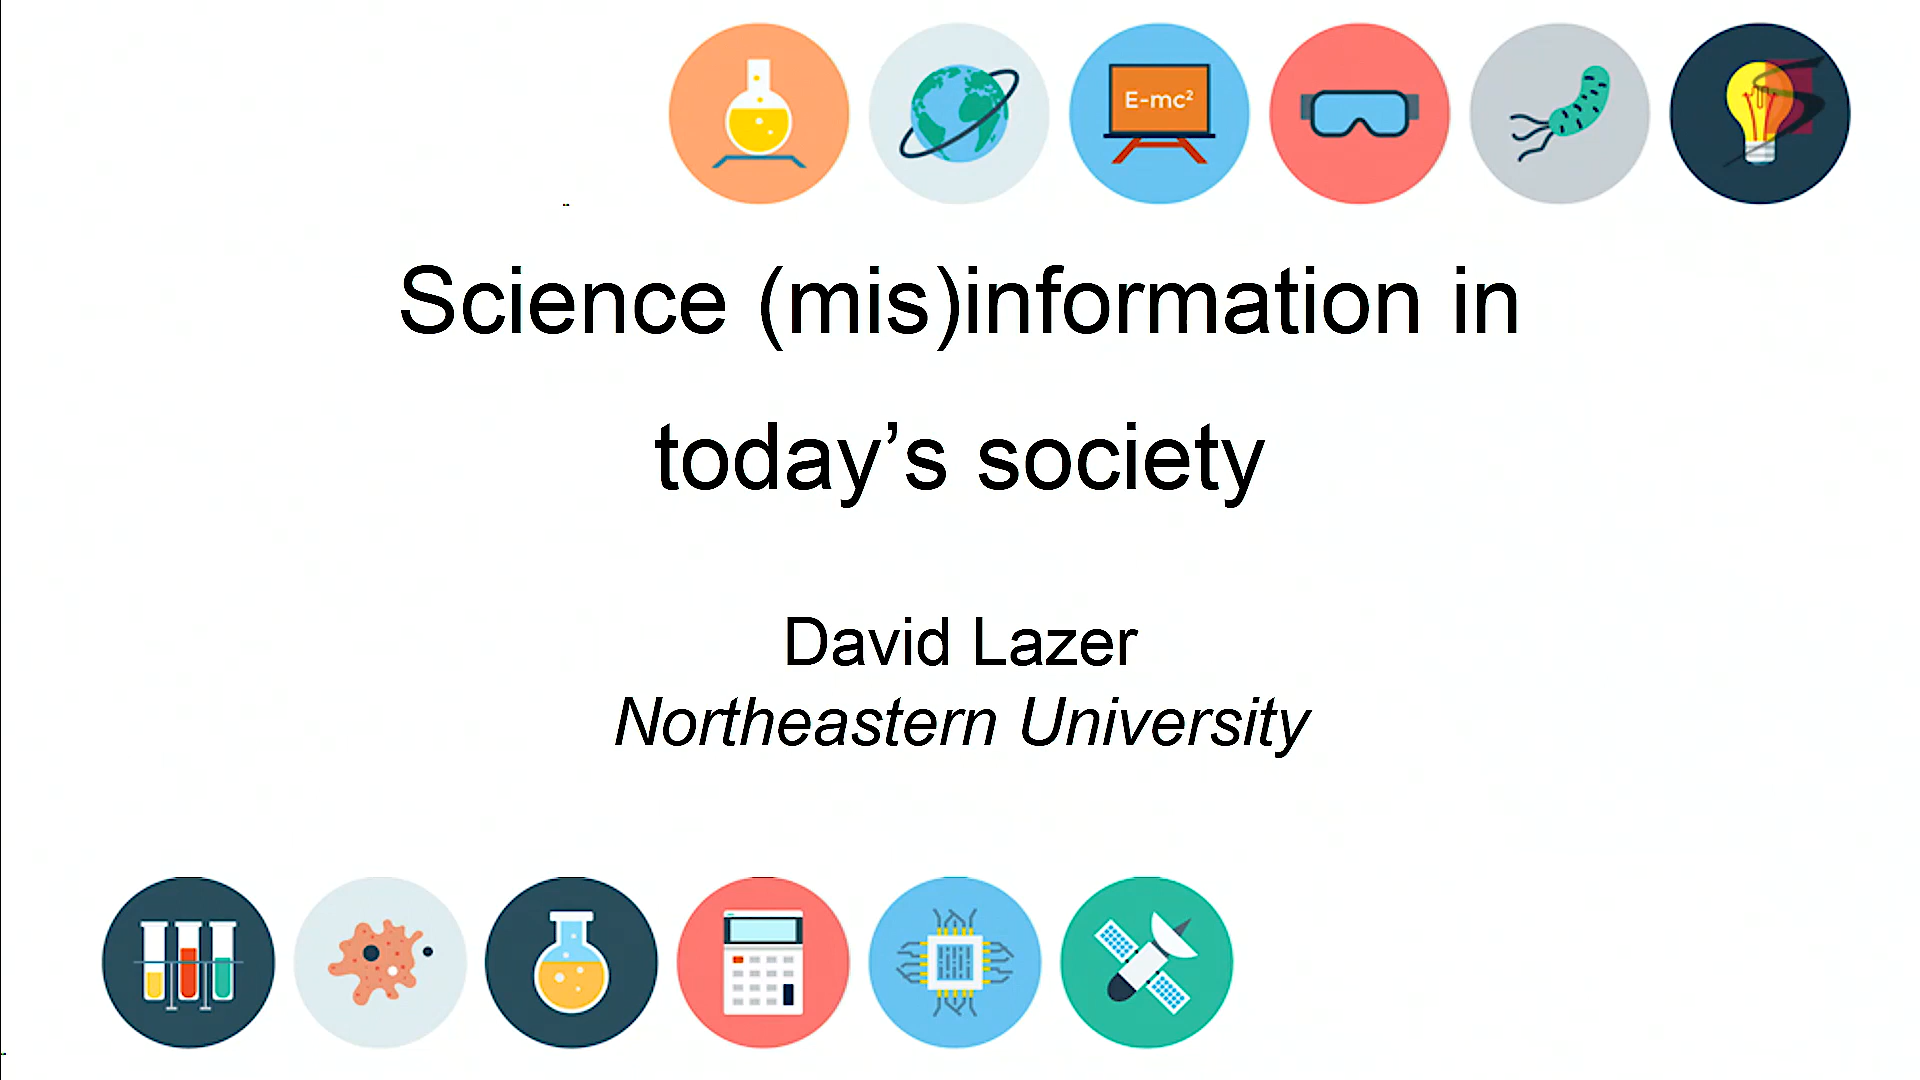 E-mc²
Science (mis)information in
today’s society
David Lazer
Northeastern University